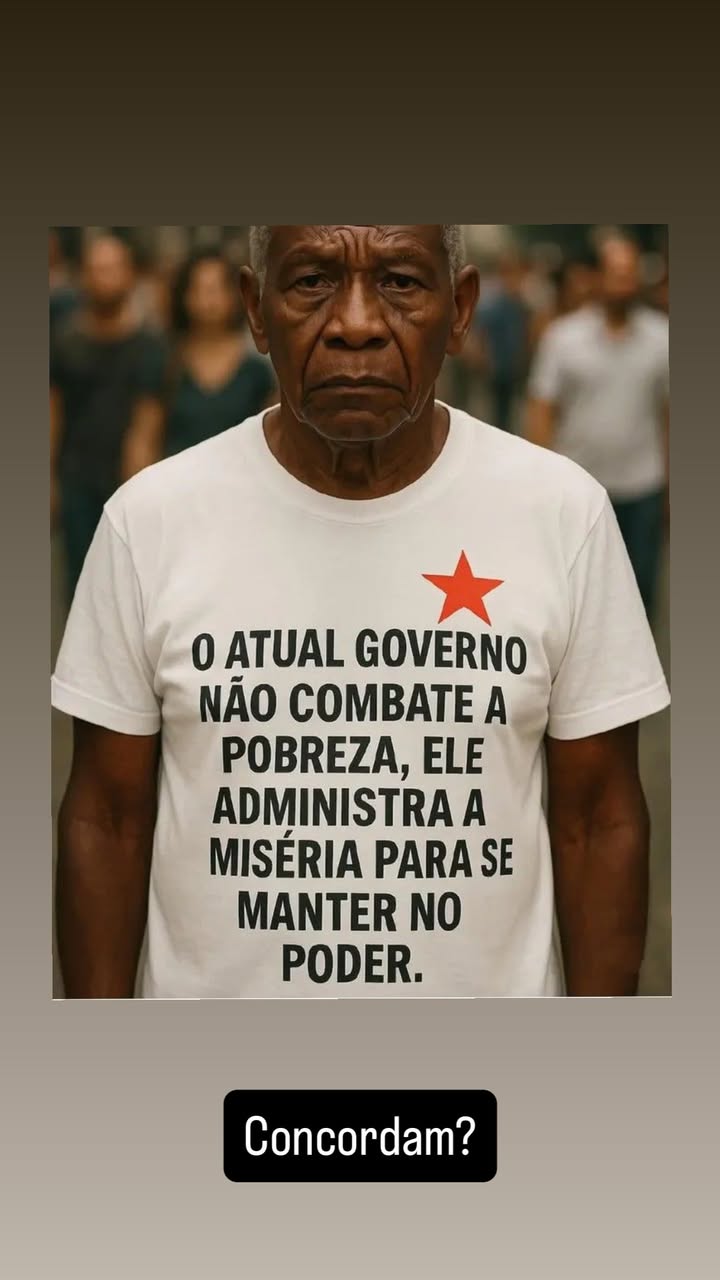 O ATUAL GOVERNO
NÃO COMBATE A
POBREZA, ELE
ADMINISTRA A
MISÉRIA PARA SE
MANTER NO
PODER.
Concordam?